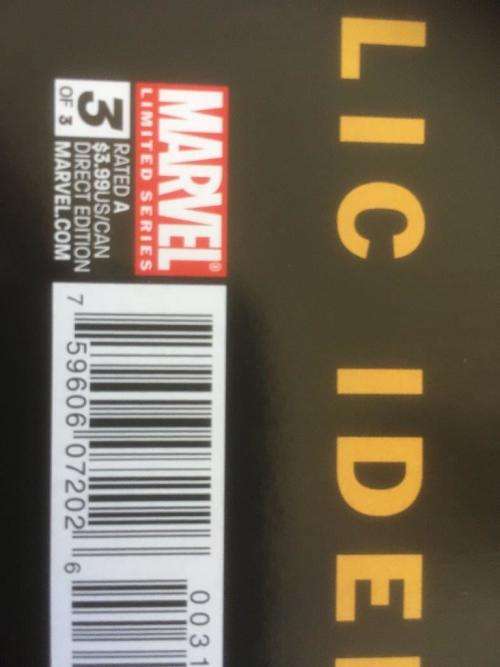 LIC IDE
MARVEL®
LIMITED SERIES
3
OF 3
RATED A
$3.99US/CAN
DIRECT EDITION
MARVEL.COM
7 59606 07202 6
0031